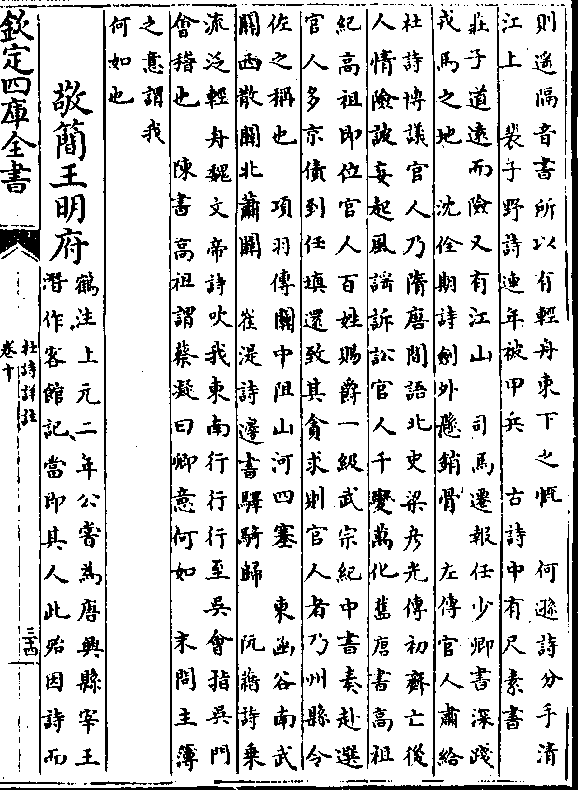 則遙隔音書所以有輕舟東下之慨　何遜詩分手清
江上　裴子野詩連年被甲兵　古詩中有尺素書
莊子道遠而險又有江山　司馬遷報任少卿書深踐
戎馬之地　沈佺期詩劍外懸銷骨　左傳官人肅給
杜詩博議官人乃隋唐間語北史梁彥光傳初齊亡後
人情險詖妄起風謠訴訟官人千變萬化舊唐書高祖
紀高祖即位官人百姓賜爵一級武宗紀中書奏赴選
官人多京債到任填還致其貪求則官人者乃州縣令
佐之稱也　項羽傳關中阻山河四塞　東函谷南武
關西散關北蕭關　崔湜詩邊書驛騎歸　阮籍詩乗
流泛輕舟魏文帝詩吹我東南行行行至吳會指吳門
會稽也　陳書高祖謂蔡凝曰卿意何如　末問主簿
之意謂我
何如也
敬簡王明府
鶴注上元二年公嘗為唐興縣宰王
潛作客館記當即其人此殆因詩而
欽定四庫全書
杜詩詳註
卷十
三十四